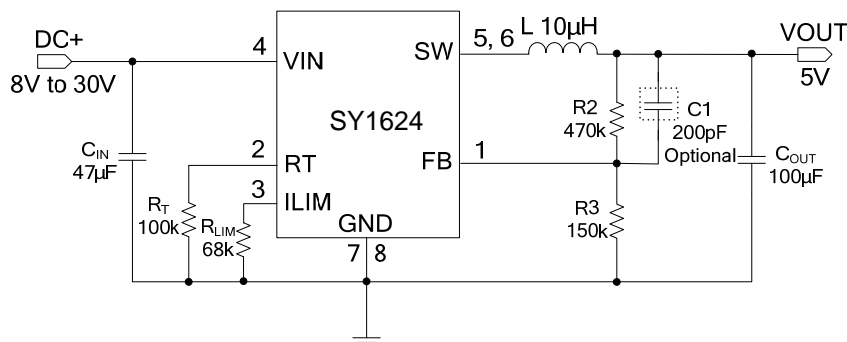 DC+
8V to 30V
4
VIN
SW
5, 6
L 10µH
VOUT
5V
SY1624
CIN
47µF
2
RT
3
ILIM
RT
100k
RLIM
68k
GND
7
8
FB
1
R2
470k
C1
200pF
Optional
COUT
100µF
R3
150k